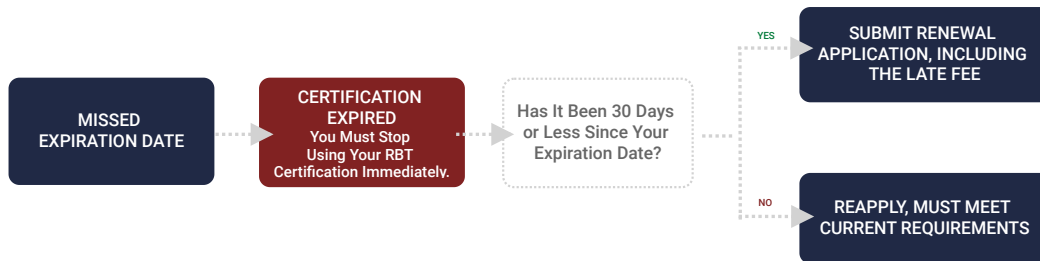 MISSED
EXPIRATION DATE
CERTIFICATION
EXPIRED
You Must Stop
Using Your RBT
Certification Immediately.
Has It Been 30 Days
or Less Since Your
Expiration Date?
YES
SUBMIT RENEWAL
APPLICATION, INCLUDING
THE LATE FEE
NO
REAPPLY, MUST MEET
CURRENT REQUIREMENTS